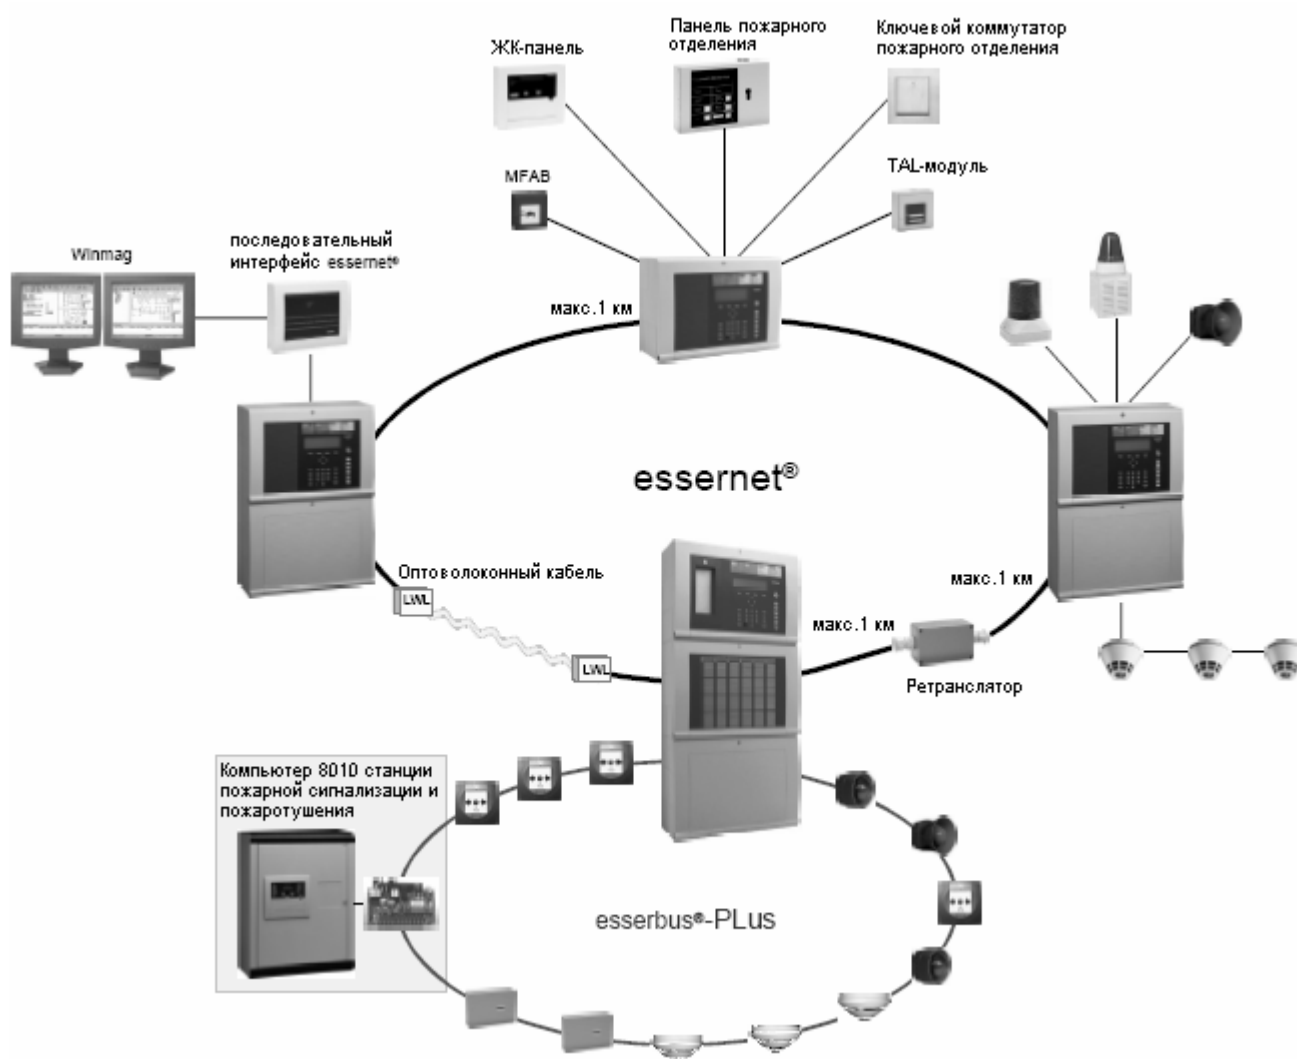 Панель пожарного
отделения
Ключевой коммутатор
пожарного отделения
ЖК-панель
MFAB
TAL-модуль
последовательный
интерфейс essernet®
Winmag
макс.1 км
essernet®
Оптоволоконный кабель
LWL
LWL
макс.1 км
макс.1 км
Ретранслятор
Компьютер 8010 станции
пожарной сигнализации и
пожаротушения
esserbus®-PLus